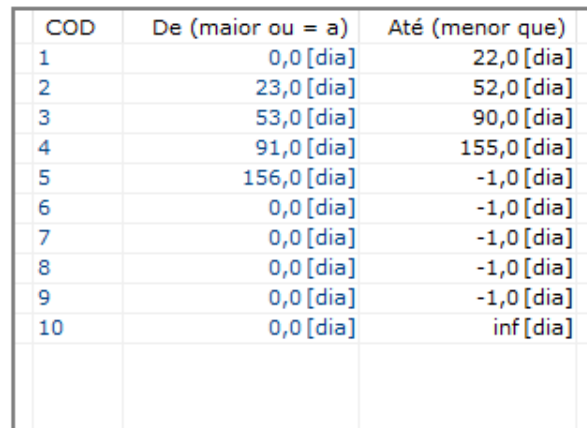 COD De (maior ou = a) Até (menor que)
1 0,0 [dia] 22,0 [dia]
2 23,0 [dia] 52,0 [dia]
3 53,0 [dia] 90,0 [dia]
4 91,0 [dia] 155,0 [dia]
5 156,0 [dia] -1,0 [dia]
6 0,0 [dia] -1,0 [dia]
7 0,0 [dia] -1,0 [dia]
8 0,0 [dia] -1,0 [dia]
9 0,0 [dia] -1,0 [dia]
10 0,0 [dia] inf [dia]